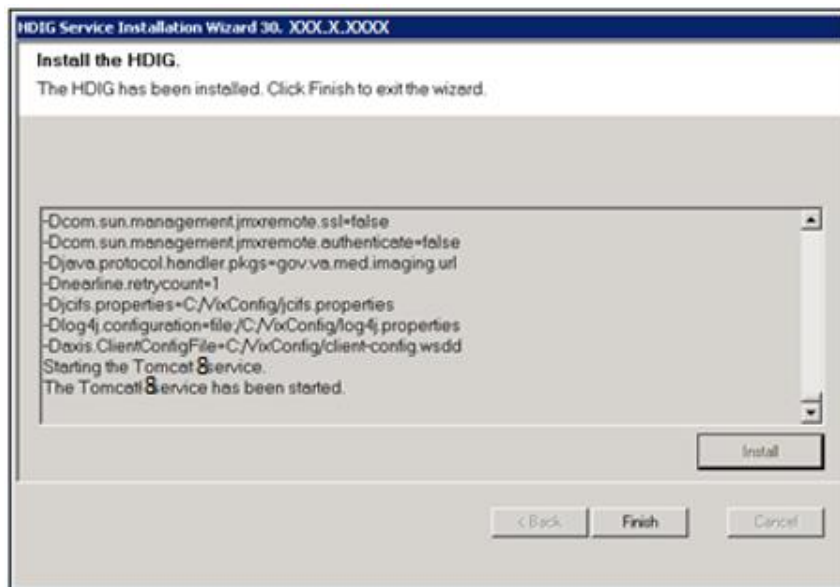 HDIG Service Installation Wizard 30. XXX.X.XXXX
Install the HDIG.
The HDIG has been installed. Click Finish to exit the wizard.
-Dcom.sun.management.jmxremote.ssl=false
-Dcom.sun.management.jmxremote.authenticate=false
-Djava.protocol.handler.pkgs=gov.va.med.imaging.url
-Dnearline.retrycount=1
-Djcifs.properties=C:/VixConfig/jcifs.properties
-Dlog4j.configuration=file:/C:/VixConfig/log4j.properties
-Daxis.ClientConfigFile=C:/VixConfig/client-config.wsdd
Starting the Tomcat 8 service.
The Tomcat 8 service has been started.
Install
< Back
Finish
Cancel